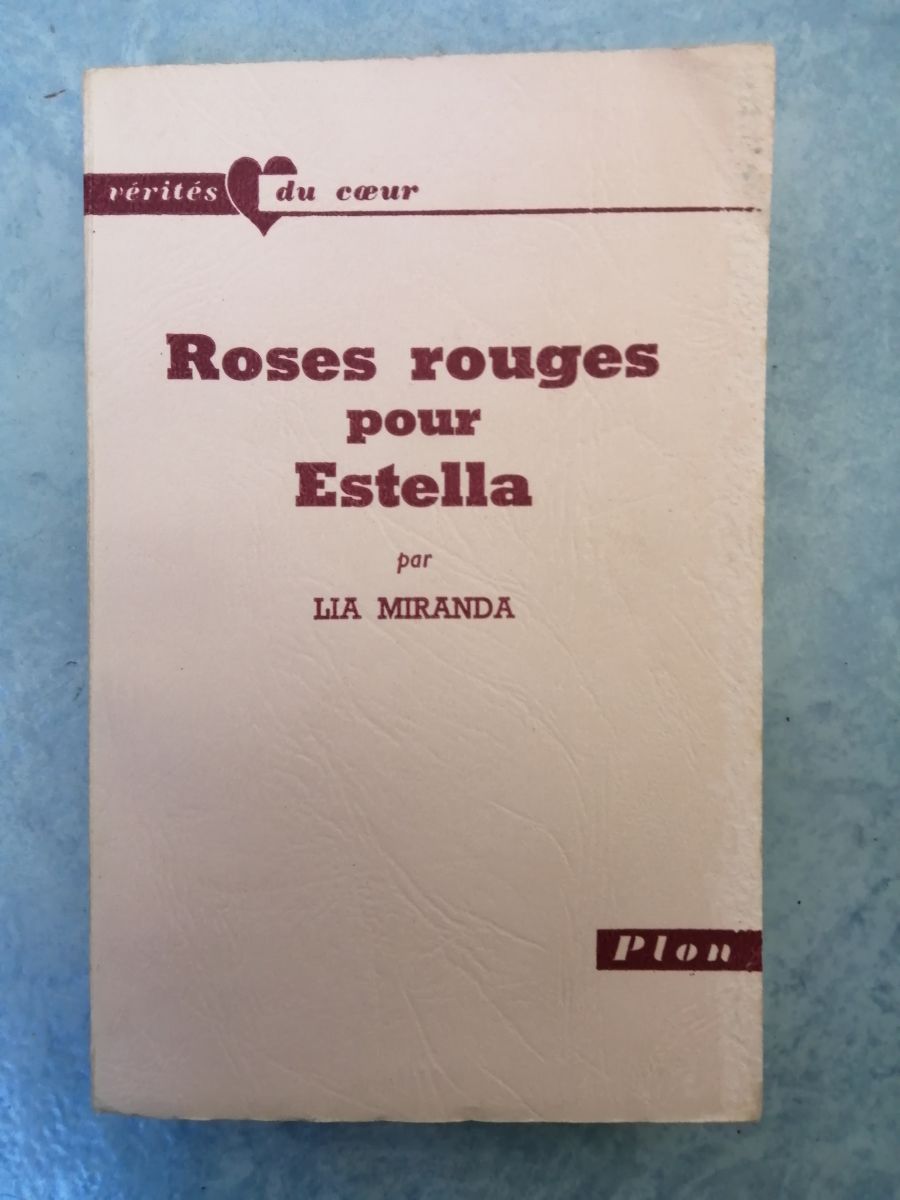 vérités du cœur
Roses rouges
pour
Estella
par
LIA MIRANDA
Plon